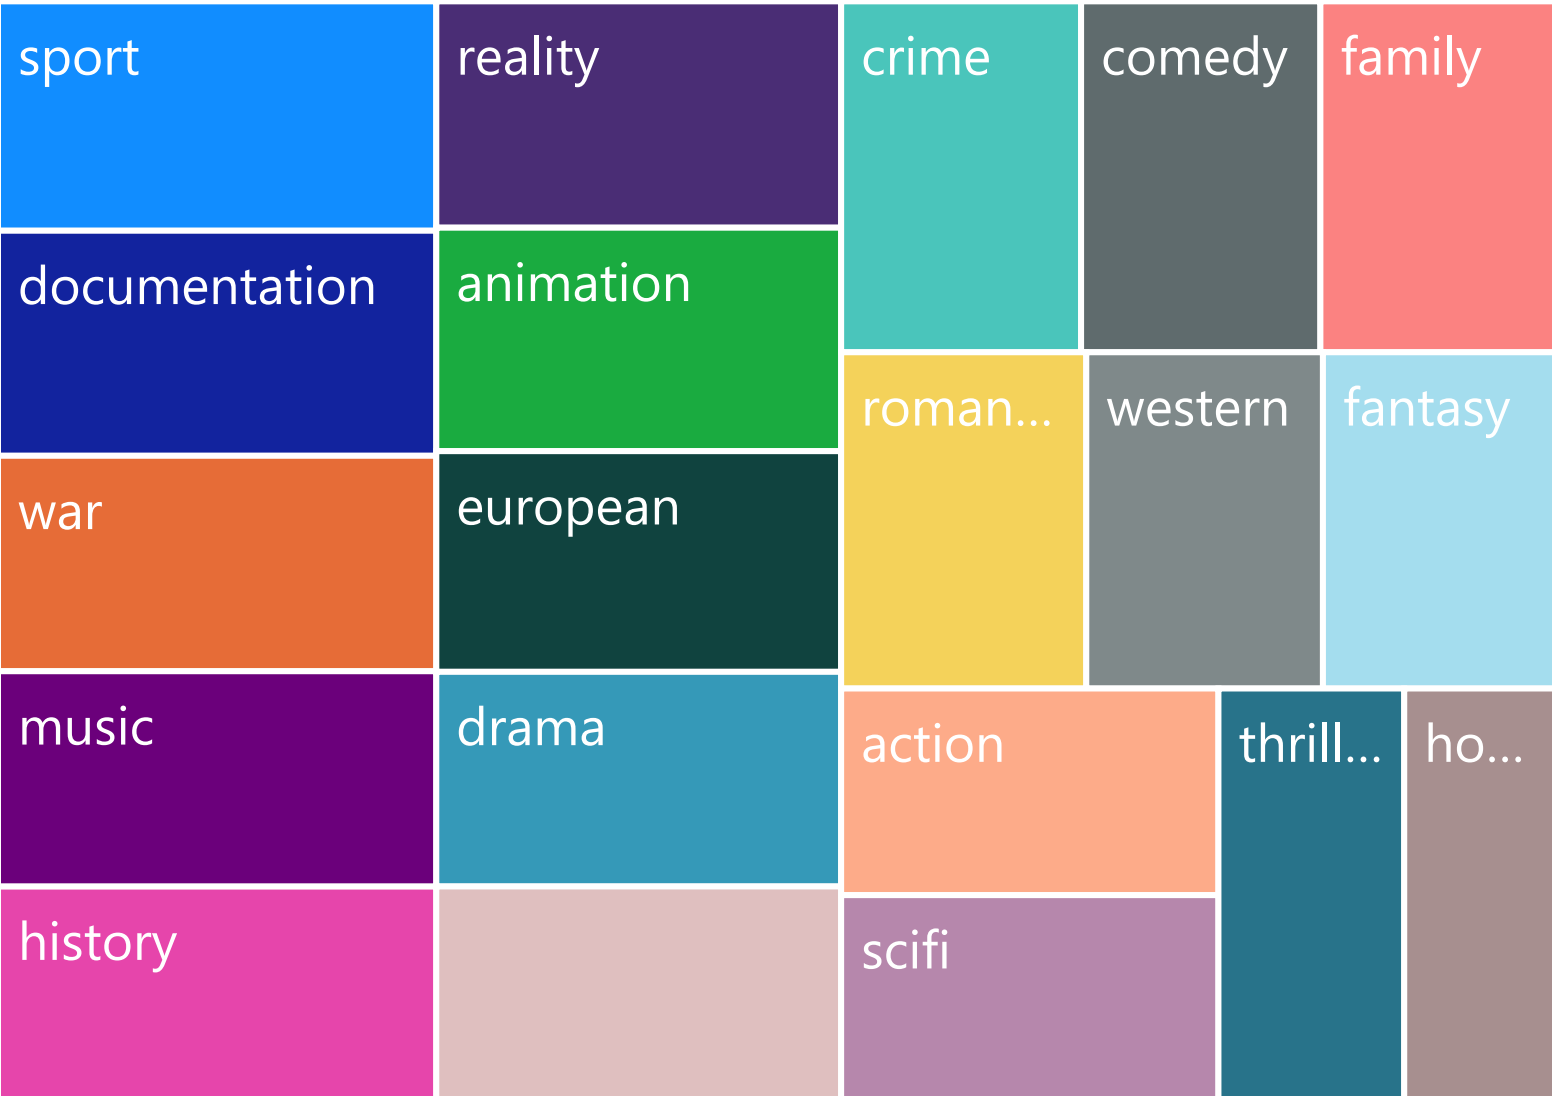 sport
documentation
war
music
history
reality
animation
european
drama
crime
comedy
family
roman...
western
fantasy
action
scifi
thrill...
ho...